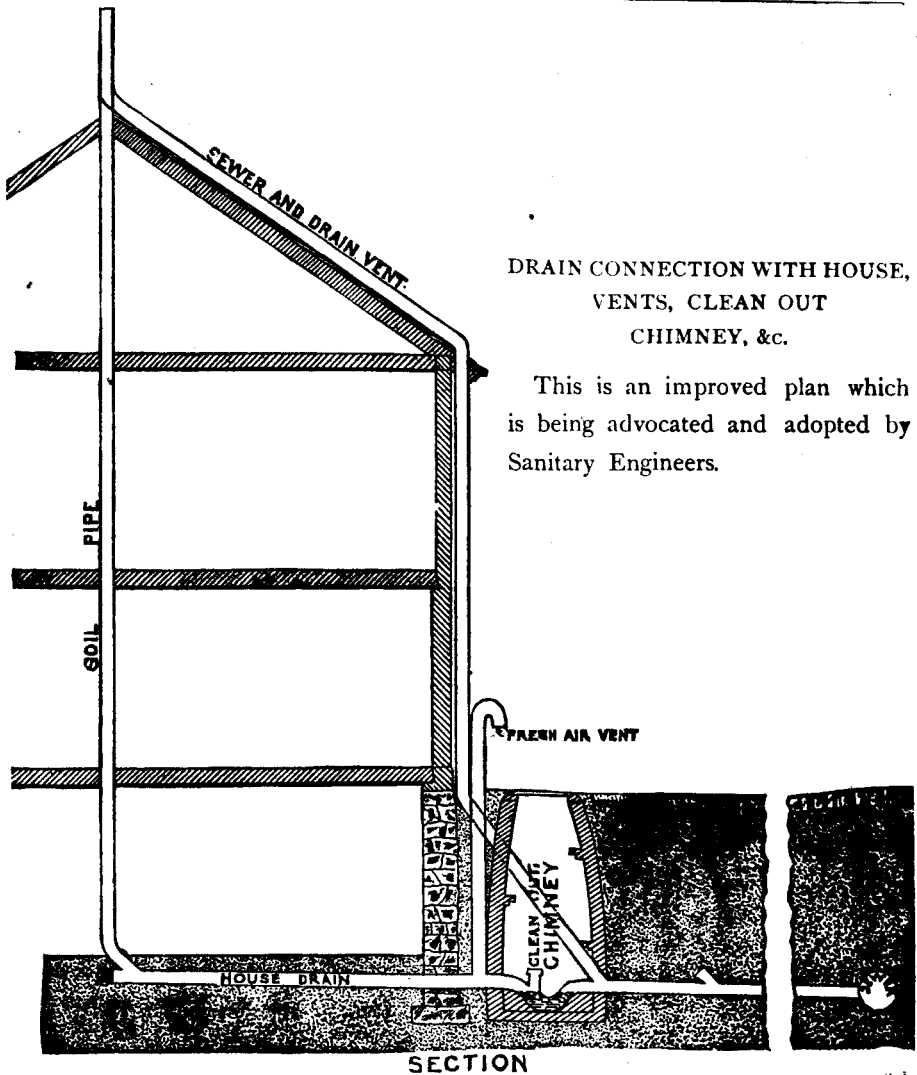 SEWER AND DRAIN VENT.
DRAIN CONNECTION WITH HOUSE,
VENTS, CLEAN OUT
CHIMNEY, &c.
This is an improved plan which
is being advocated and adopted by
Sanitary Engineers.
GOIL PIPE
FRESH AIR VENT
CLEAN OUT
CHIMNEY
HOUSE DRAIN
SECTION